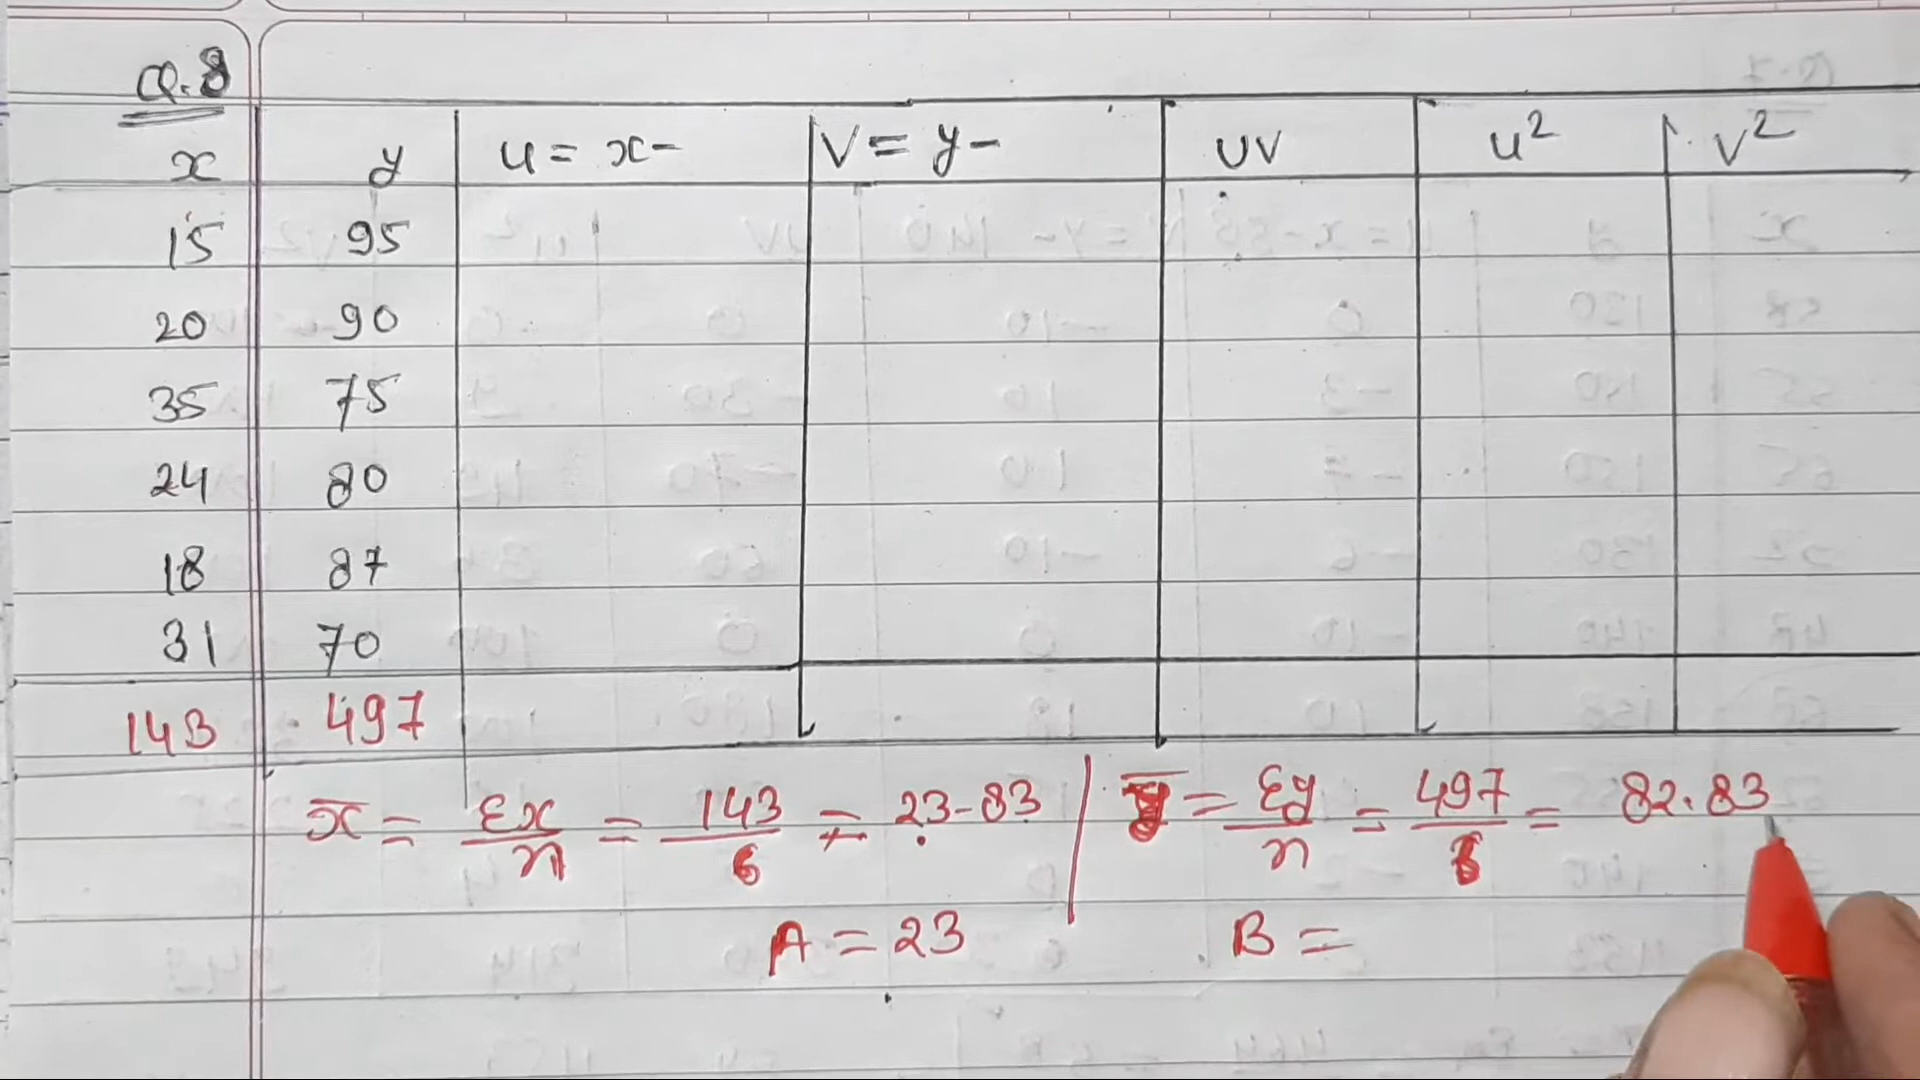 Q.8
x y u = x- V = y- UV u² V²
15 95
20 90
35 75
24 80
18 87
31 70
143 497
x̄ = Σx/n = 143/6 = 23.83 ȳ = Σy/n = 497/6 = 82.83
A = 23 B =